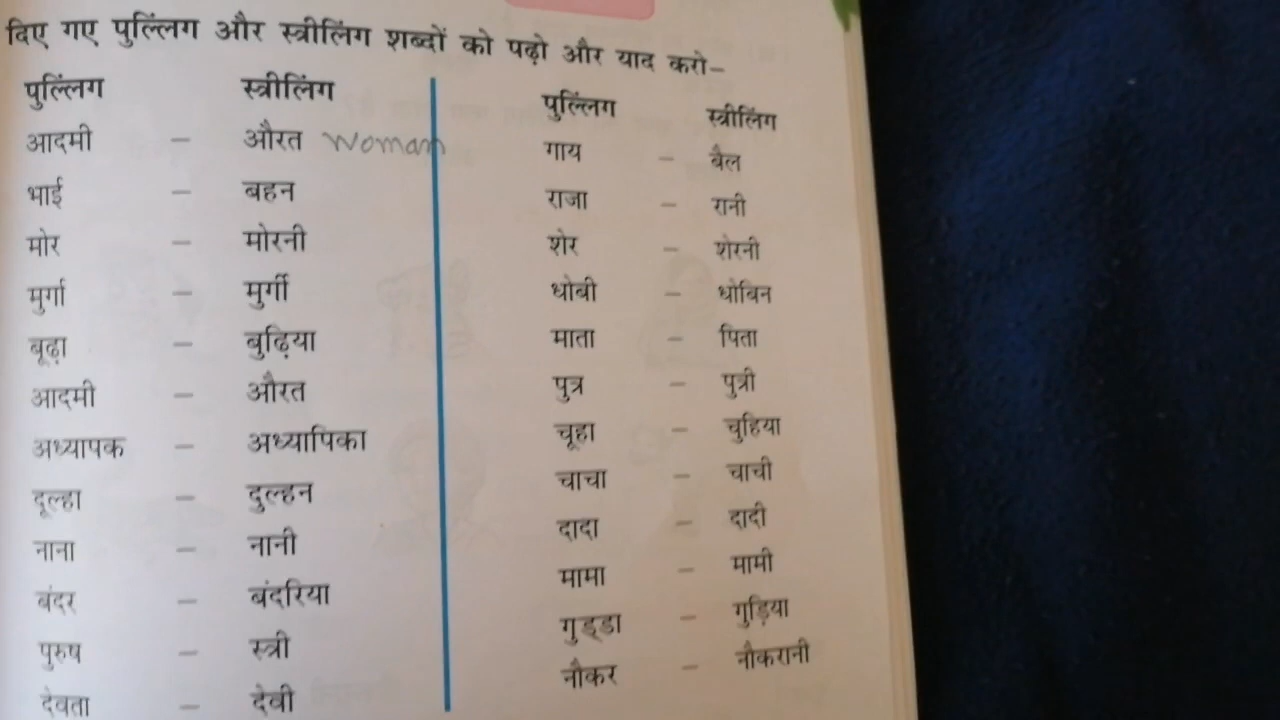 दिए गए पुल्लिंग और स्त्रीलिंग शब्दों को पढ़ो और याद करो–
पुल्लिंग स्त्रीलिंग
आदमी – औरत woman
भाई – बहन
मोर – मोरनी
मुर्गा – मुर्गी
बूढ़ा – बुढ़िया
आदमी – औरत
अध्यापक – अध्यापिका
दूल्हा – दुल्हन
नाना – नानी
बंदर – बंदरिया
पुरुष – स्त्री
देवता – देवी
पुल्लिंग स्त्रीलिंग
गाय – बैल
राजा – रानी
शेर – शेरनी
धोबी – धोबिन
माता – पिता
पुत्र – पुत्री
चूहा – चुहिया
चाचा – चाची
दादा – दादी
मामा – मामी
गुड्डा – गुड़िया
नौकर – नौकरानी